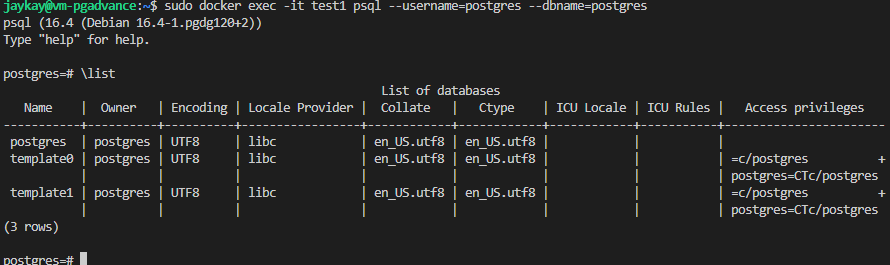 jaykay@vm-pgadvance:~$ sudo docker exec -it test1 psql --username=postgres --dbname=postgres
psql (16.4 (Debian 16.4-1.pgdg120+2))
Type "help" for help.

postgres=# \list
                                                   List of databases
   Name    |  Owner   | Encoding | Locale Provider |  Collate   |   Ctype    | ICU Locale | ICU Rules |   Access privileges
-----------+----------+----------+-----------------+------------+------------+------------+-----------+-----------------------
 postgres  | postgres | UTF8     | libc            | en_US.utf8 | en_US.utf8 |            |           |
 template0 | postgres | UTF8     | libc            | en_US.utf8 | en_US.utf8 |            |           | =c/postgres          +
           |          |          |                 |            |            |            |           | postgres=CTc/postgres
 template1 | postgres | UTF8     | libc            | en_US.utf8 | en_US.utf8 |            |           | =c/postgres          +
           |          |          |                 |            |            |            |           | postgres=CTc/postgres
(3 rows)

postgres=#